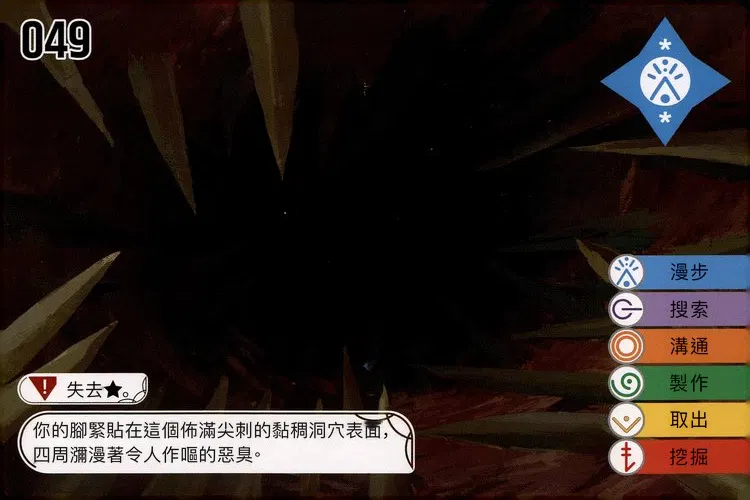 049
漫步
搜索
溝通
製作
取出
挖掘
失去★。
你的腳緊貼在這個佈滿尖刺的黏稠洞穴表面，
四周瀰漫著令人作嘔的惡臭。